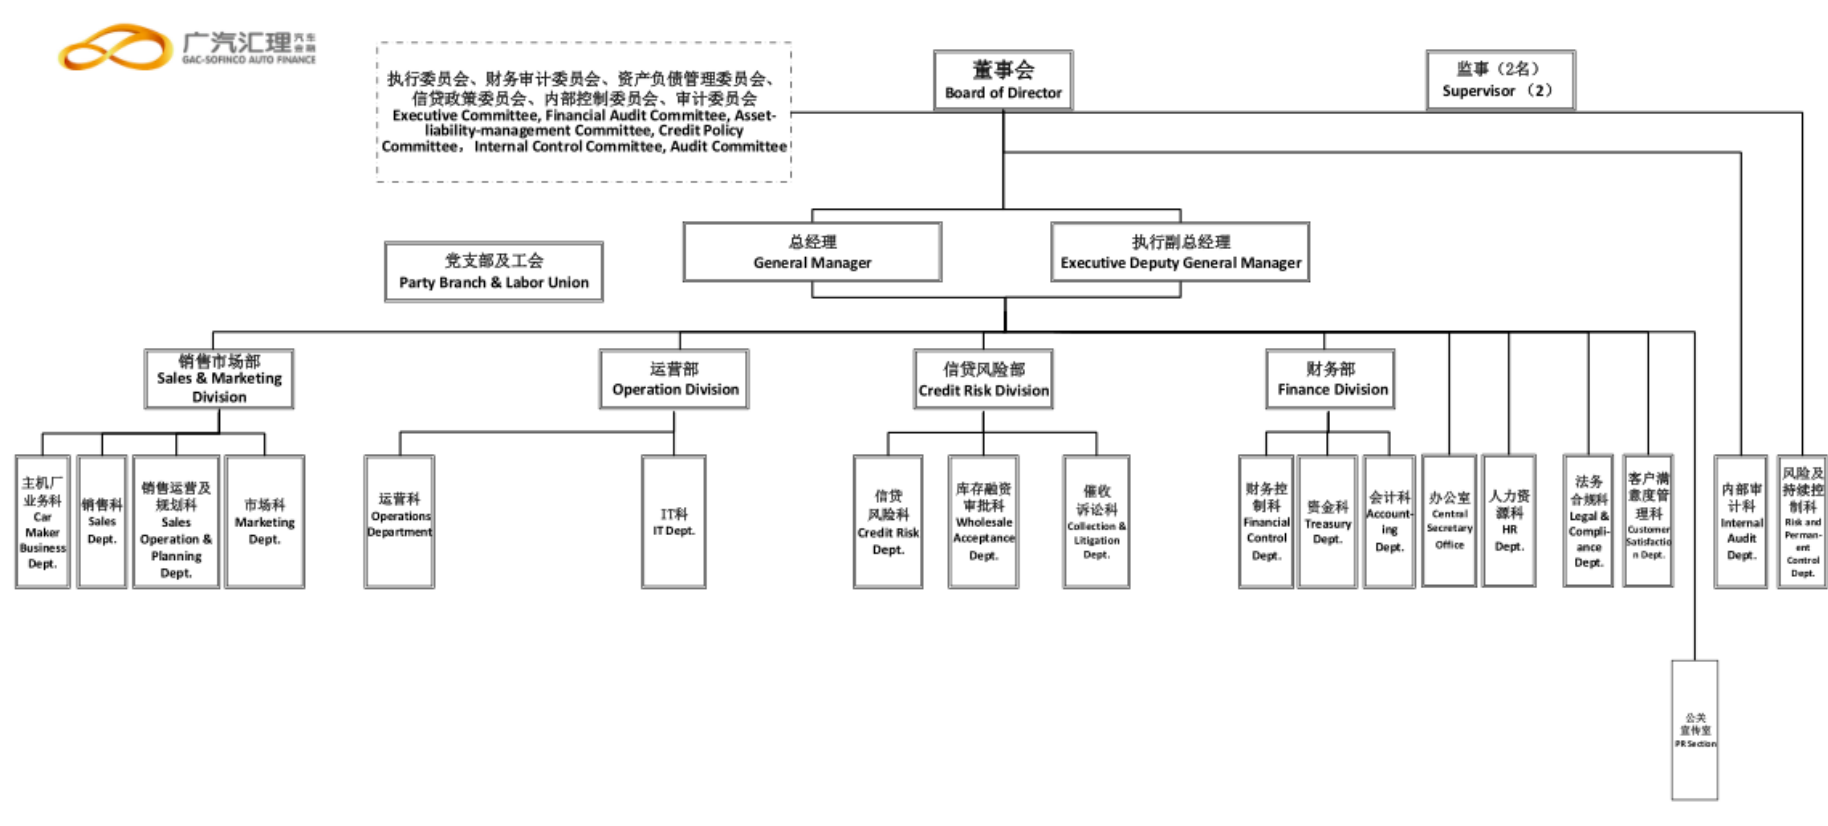 广汽汇理汽车金融
GAC-SOFINCO AUTO FINANCE
执行委员会、财务审计委员会、资产负债管理委员会、
信贷政策委员会、内部控制委员会、审计委员会
Executive Committee, Financial Audit Committee, Asset-
liability-management Committee, Credit Policy
Committee，Internal Control Committee, Audit Committee
董事会
Board of Director
监事（2名）
Supervisor （2）
党支部及工会
Party Branch & Labor Union
总经理
General Manager
执行副总经理
Executive Deputy General Manager
销售市场部
Sales & Marketing
Division
运营部
Operation Division
信贷风险部
Credit Risk Division
财务部
Finance Division
主机厂
业务科
Car
Maker
Business
Dept.
销售科
Sales
Dept.
销售运营及
规划科
Sales
Operation &
Planning
Dept.
市场科
Marketing
Dept.
运营科
Operations
Department
IT科
IT Dept.
信贷
风险科
Credit Risk
Dept.
库存融资
审批科
Wholesale
Acceptance
Dept.
催收
诉讼科
Collection &
Litigation
Dept.
财务控
制科
Financial
Control
Dept.
资金科
Treasury
Dept.
会计科
Account-
ing
Dept.
办公室
Central
Secretary
Office
人力资
源科
HR
Dept.
法务
合规科
Legal &
Compli-
ance
Dept.
客户满
意度管
理科
Customer
Satisfactio
n Dept.
内部审
计科
Internal
Audit
Dept.
风险及
持续控
制科
Risk and
Perman-
ent
Control
Dept.
公关
宣传室
PR Section